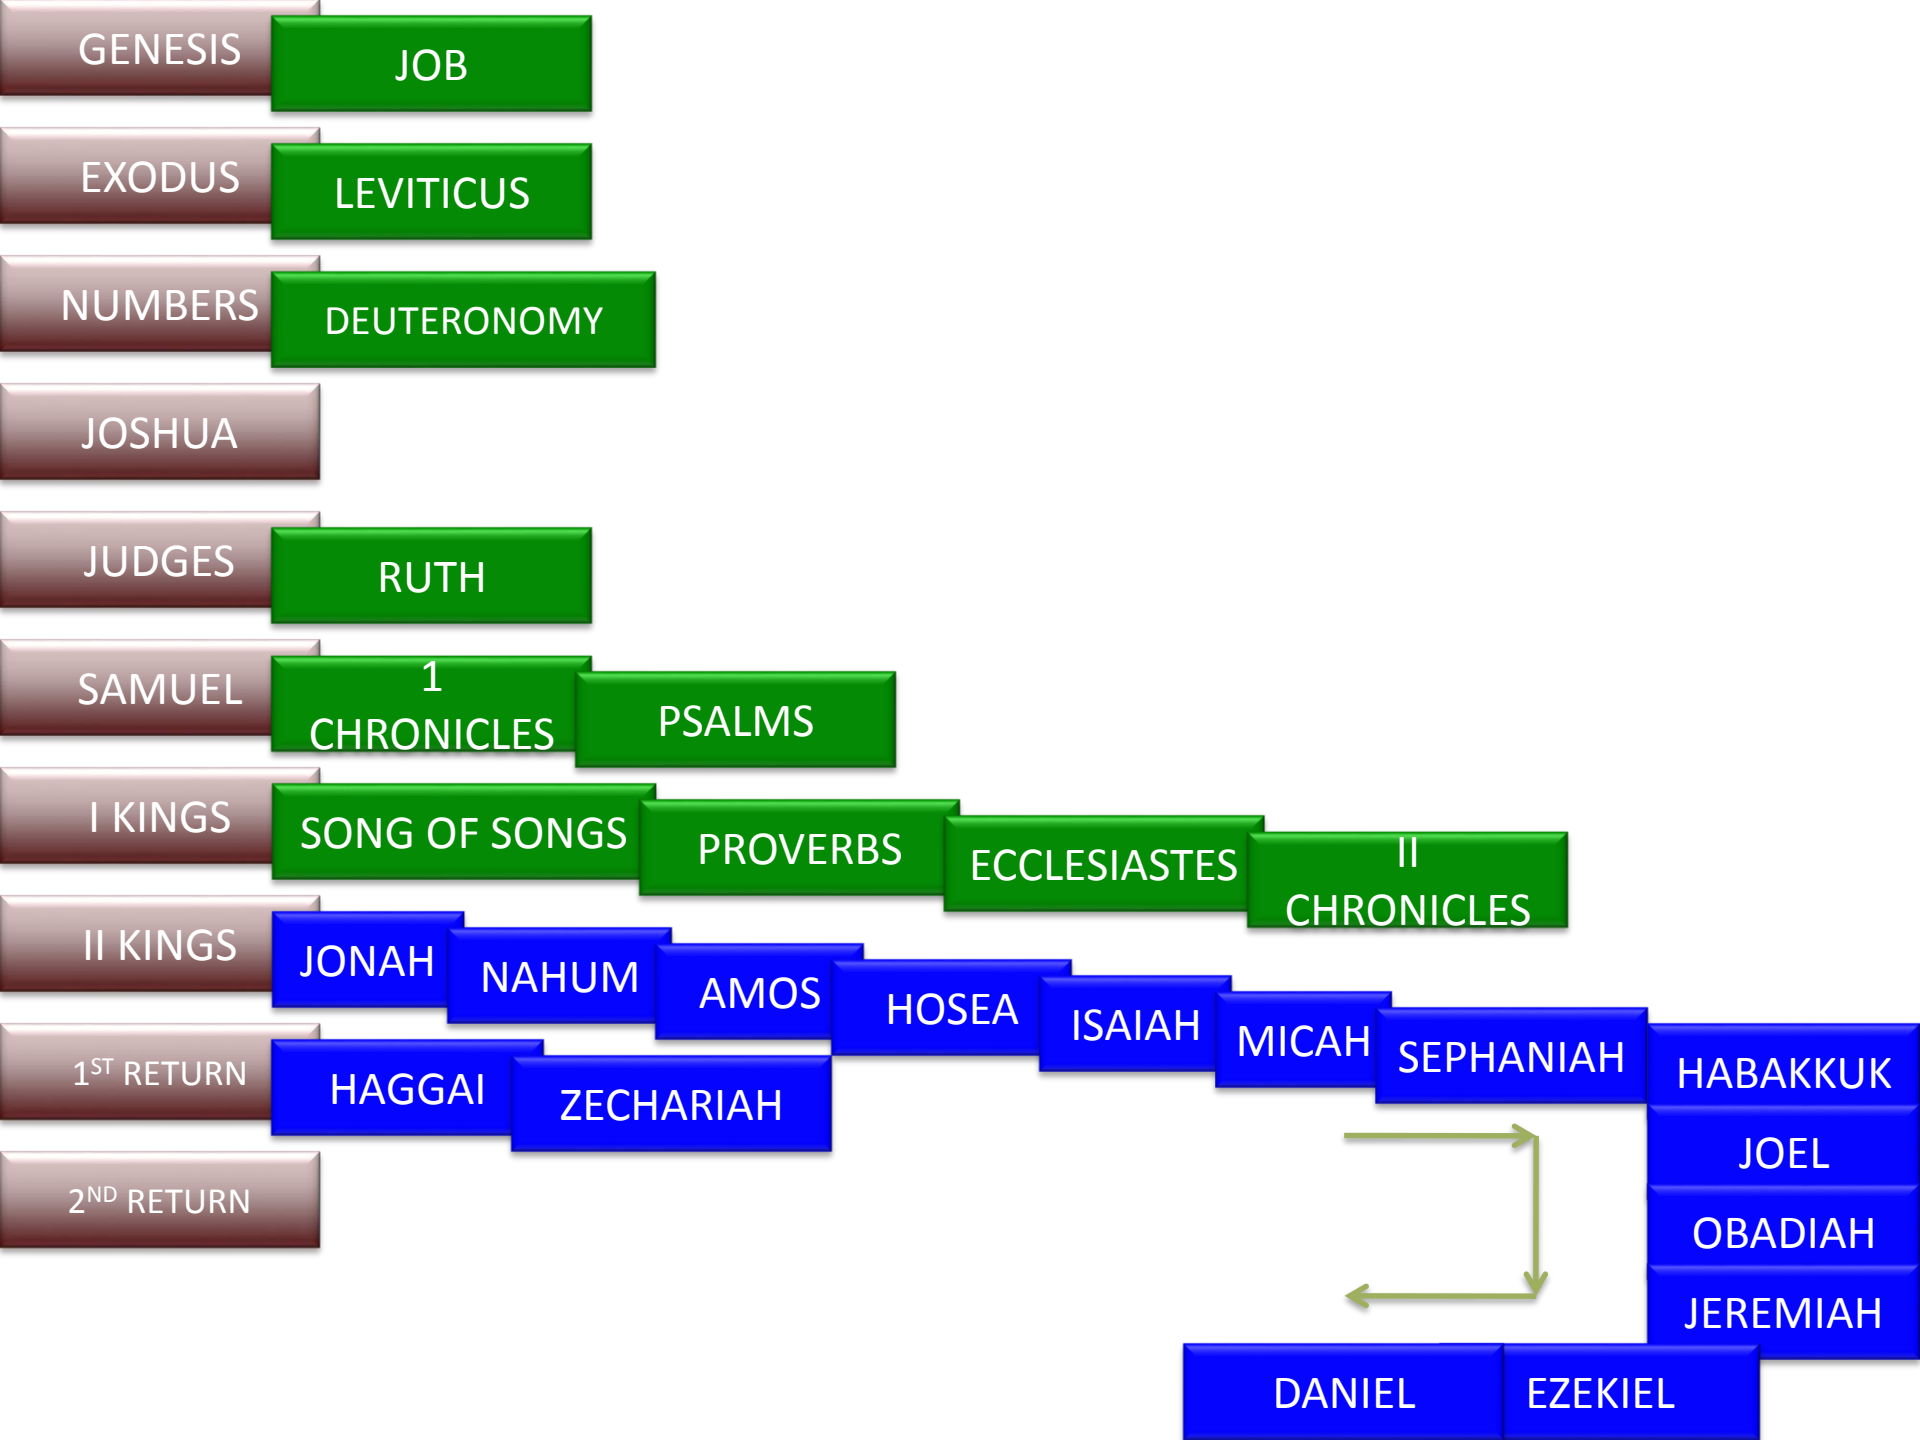 GENESIS
JOB
EXODUS
LEVITICUS
NUMBERS
DEUTERONOMY
JOSHUA
JUDGES
RUTH
SAMUEL
1
CHRONICLES
PSALMS
I KINGS
SONG OF SONGS
PROVERBS
ECCLESIASTES
II
CHRONICLES
II KINGS
JONAH
NAHUM
AMOS
HOSEA
ISAIAH
MICAH
SEPHANIAH
HABAKKUK
1ST RETURN
HAGGAI
ZECHARIAH
JOEL
2ND RETURN
OBADIAH
JEREMIAH
DANIEL
EZEKIEL